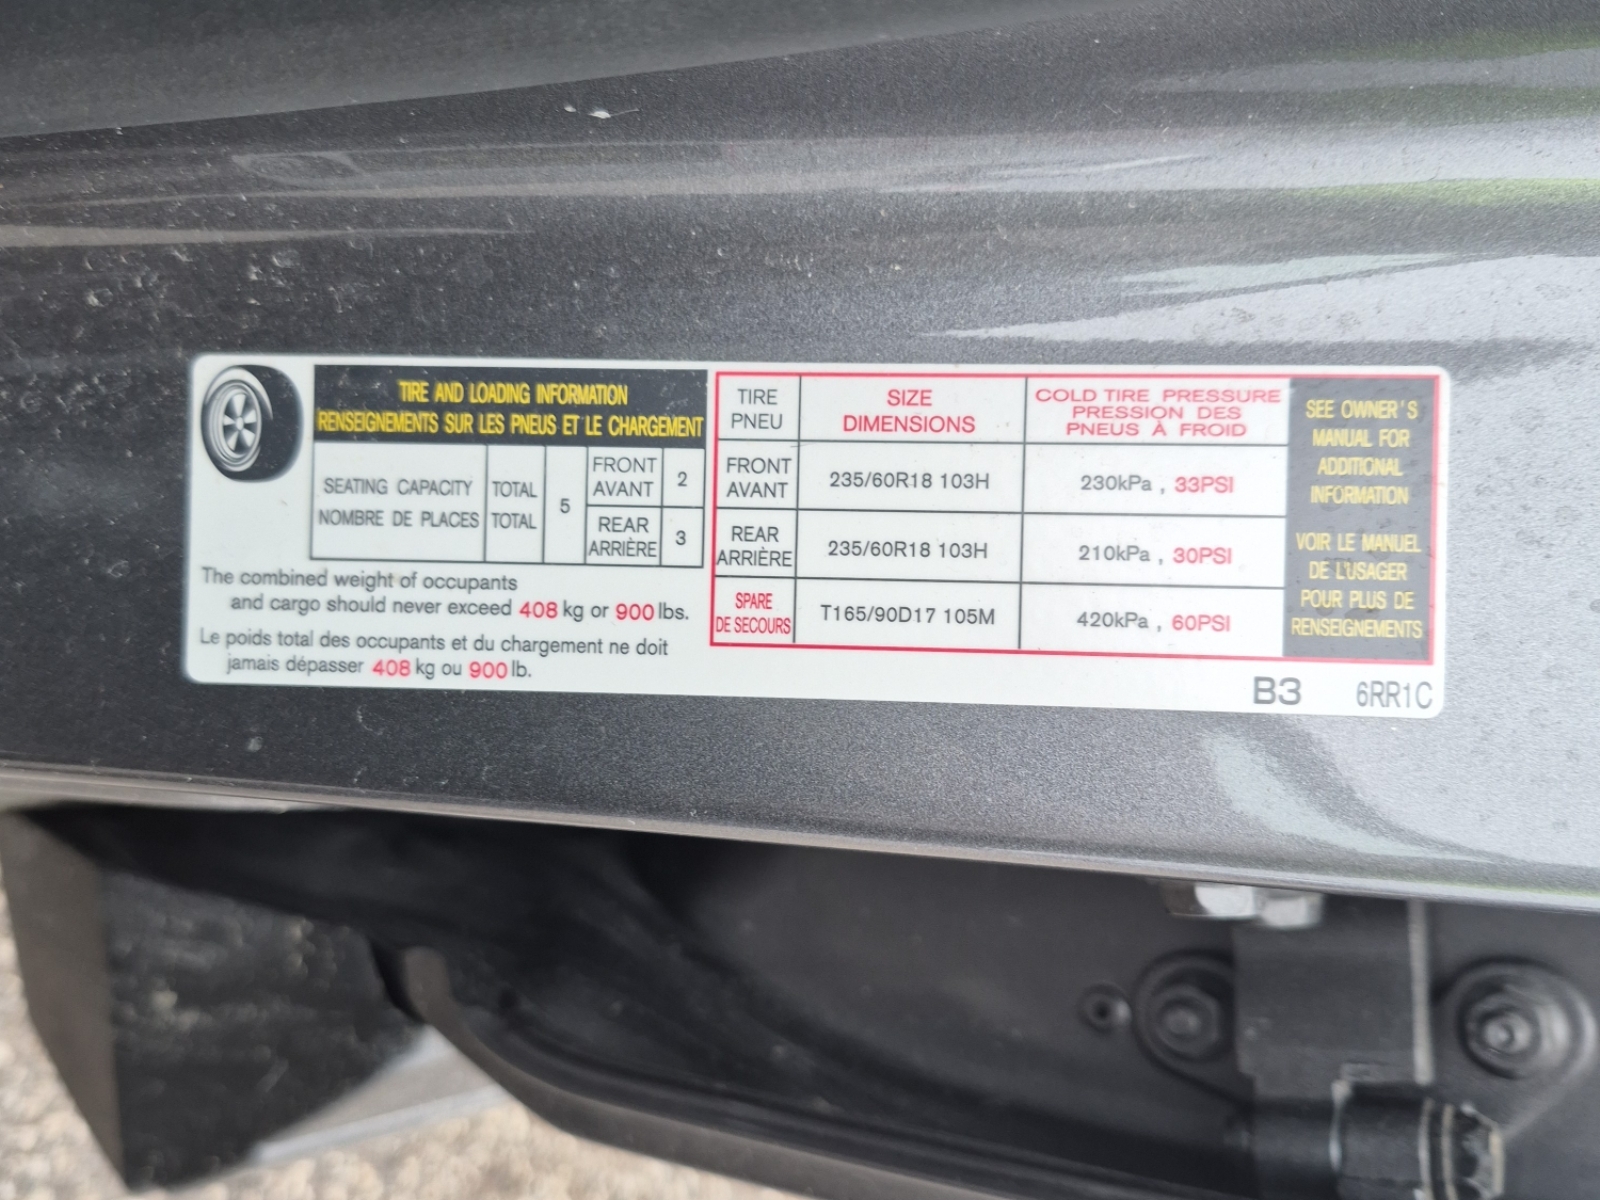 TIRE AND LOADING INFORMATION
RENSEIGNEMENTS SUR LES PNEUS ET LE CHARGEMENT
SEATING CAPACITY TOTAL 5 FRONT 2
NOMBRE DE PLACES TOTAL AVANT
REAR 3
ARRIÈRE
The combined weight of occupants
and cargo should never exceed 408 kg or 900 lbs.
Le poids total des occupants et du chargement ne doit
jamais dépasser 408 kg ou 900 lb.
TIRE SIZE COLD TIRE PRESSURE
PNEU DIMENSIONS PRESSION DES
PNEUS À FROID
FRONT 235/60R18 103H 230kPa , 33PSI
AVANT
REAR 235/60R18 103H 210kPa , 30PSI
ARRIÈRE
SPARE T165/90D17 105M 420kPa , 60PSI
DE SECOURS
SEE OWNER'S
MANUAL FOR
ADDITIONAL
INFORMATION
VOIR LE MANUEL
DE L'USAGER
POUR PLUS DE
RENSEIGNEMENTS
B3 6RR1C